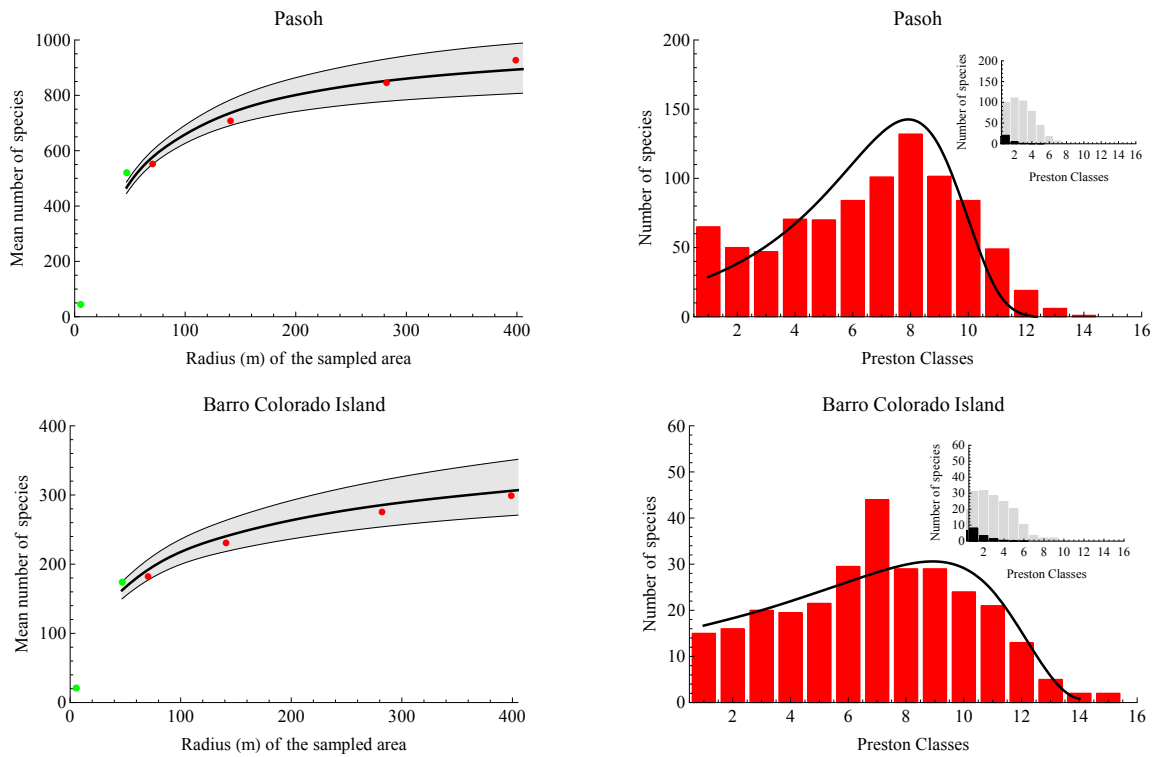 Pasoh
Mean number of species
1000
800
600
400
200
0
0 100 200 300 400
Radius (m) of the sampled area
Pasoh
Number of species
200
150
100
50
0
2 4 6 8 10 12 14 16
Preston Classes
Number of species
200
150
100
50
0
2 4 6 8 10 12 14 16
Preston Classes
Barro Colorado Island
Mean number of species
400
300
200
100
0
0 100 200 300 400
Radius (m) of the sampled area
Barro Colorado Island
Number of species
60
50
40
30
20
10
0
2 4 6 8 10 12 14 16
Preston Classes
Number of species
60
50
40
30
20
10
0
2 4 6 8 10 12 14 16
Preston Classes